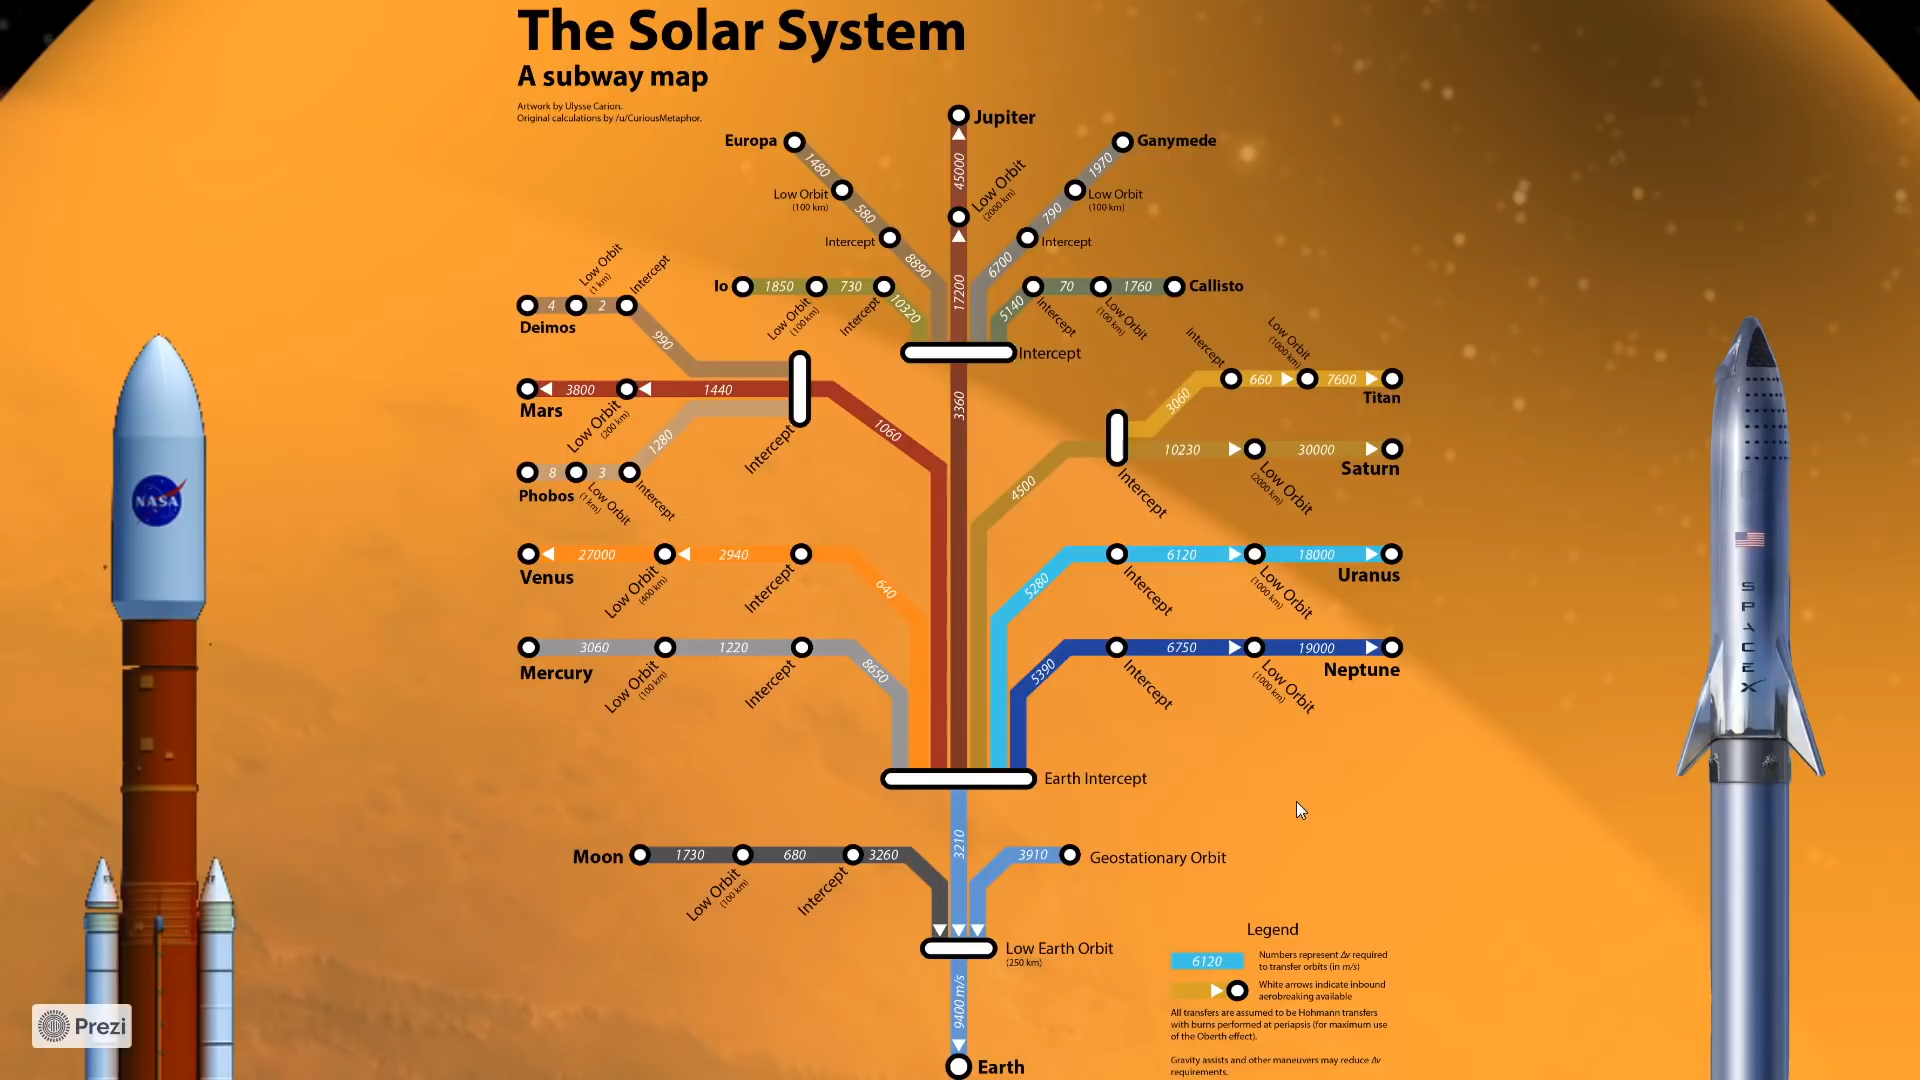 The Solar System
A subway map
Artwork by Ulysse Carion.
Original calculations by /u/CuriousMetaphor.
Jupiter
45000
Low Orbit
(2000 km)
17200
Europa
1480
Low Orbit
(100 km)
580
Intercept
8890
Ganymede
1970
Low Orbit
(100 km)
790
Intercept
6700
Io
1850
Low Orbit
(100 km)
730
Intercept
10320
Callisto
1760
Low Orbit
(100 km)
70
Intercept
5140
Intercept
3360
Deimos
4
Low Orbit
(1 km)
2
Intercept
990
Mars
3800
Low Orbit
(200 km)
1440
Intercept
1060
Phobos
8
Low Orbit
(1 km)
3
Intercept
1280
Titan
7600
Low Orbit
(1000 km)
660
Intercept
3060
Saturn
30000
Low Orbit
(2000 km)
10230
Intercept
4500
Venus
27000
Low Orbit
(400 km)
2940
Intercept
640
Uranus
18000
Low Orbit
(1000 km)
6120
Intercept
5280
Mercury
3060
Low Orbit
(100 km)
1220
Intercept
8650
Neptune
19000
Low Orbit
(1000 km)
6750
Intercept
5390
Earth Intercept
3210
Moon
1730
Low Orbit
(100 km)
680
Intercept
3260
3910
Geostationary Orbit
Low Earth Orbit
(250 km)
9400 m/s
Earth
Legend
6120
Numbers represent Δv required
to transfer orbits (in m/s)
White arrows indicate inbound
aerobreaking available
All transfers are assumed to be Hohmann transfers
with burns performed at periapsis (for maximum use
of the Oberth effect).
Gravity assists and other maneuvers may reduce Δv
requirements.
NASA
SPACEX
Prezi